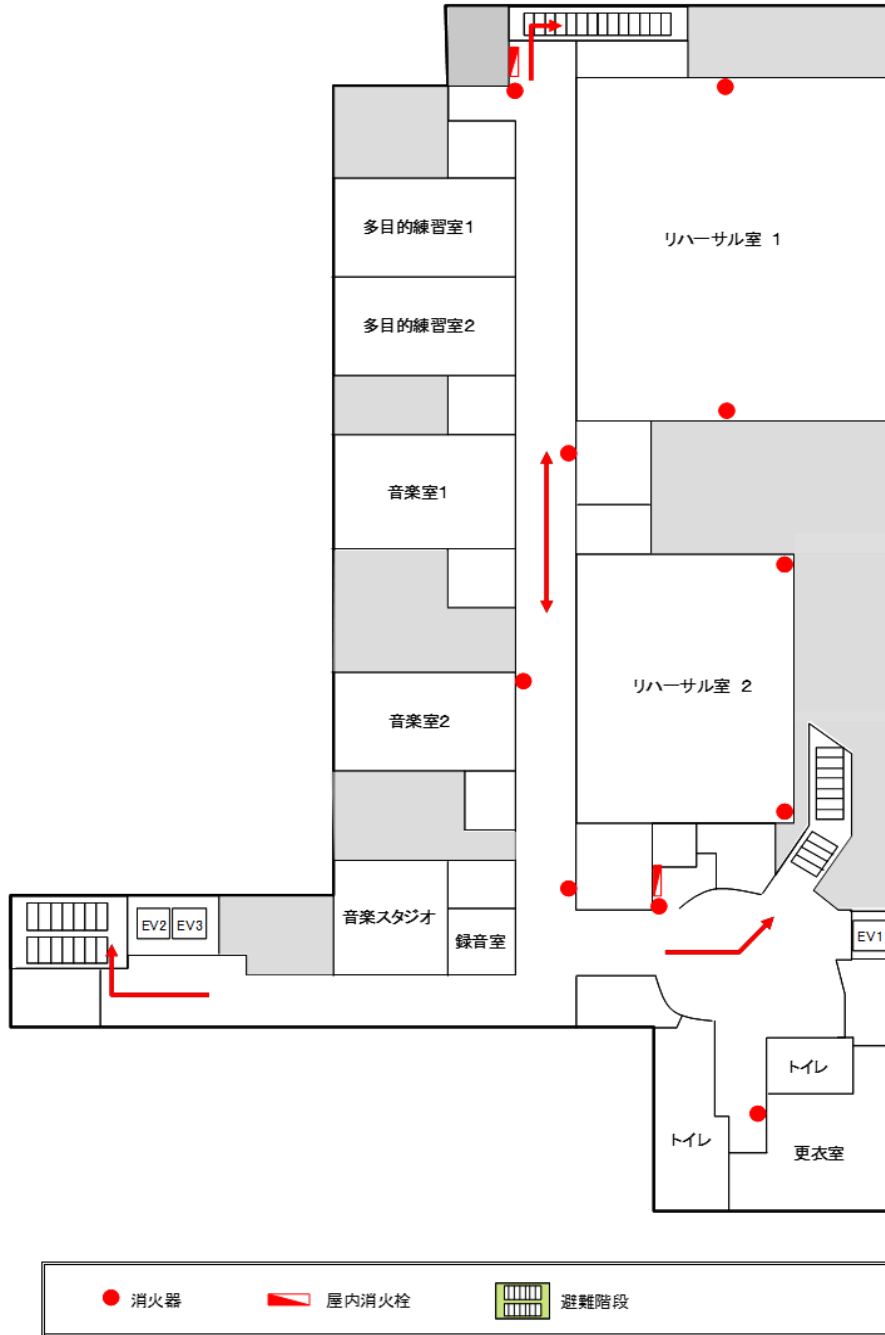 多目的練習室1
リハーサル室 1
多目的練習室2
音楽室1
リハーサル室 2
音楽室2
音楽スタジオ
録音室
EV2
EV3
EV1
トイレ
トイレ
更衣室
消火器
屋内消火栓
避難階段